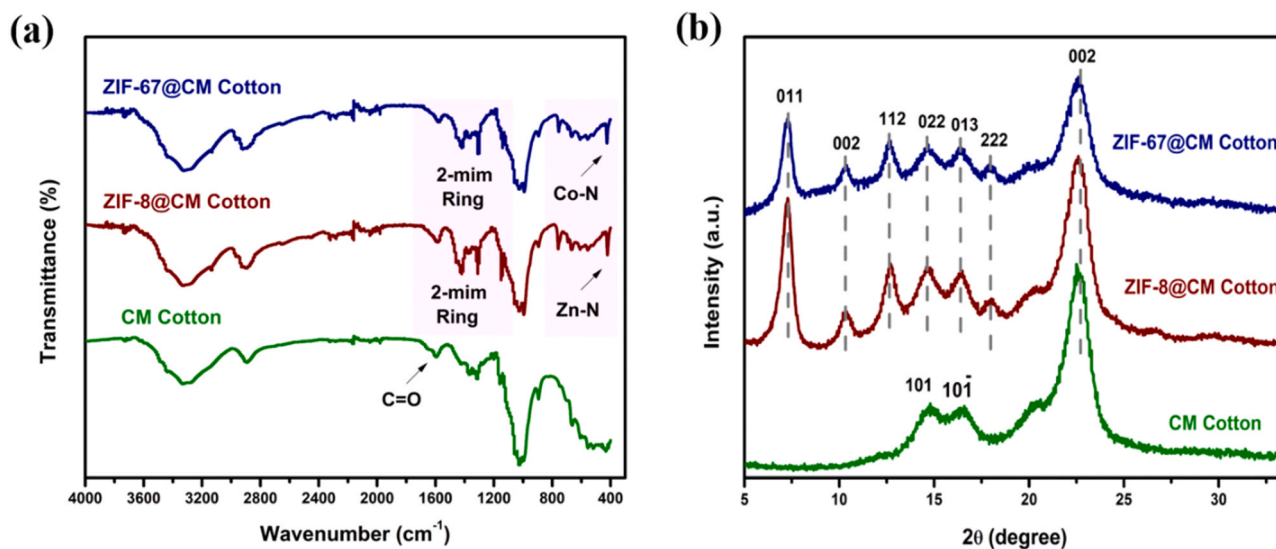 (a)
ZIF-67@CM Cotton
2-mim
Ring
Co-N
ZIF-8@CM Cotton
2-mim
Ring
Zn-N
CM Cotton
C=O
Transmittance (%)
4000 3600 3200 2800 2400 2000 1600 1200 800 400
Wavenumber (cm⁻¹)
(b)
002
011
002
112
022
013
222
ZIF-67@CM Cotton
ZIF-8@CM Cotton
101
101̄
CM Cotton
Intensity (a.u.)
5 10 15 20 25 30
2θ (degree)